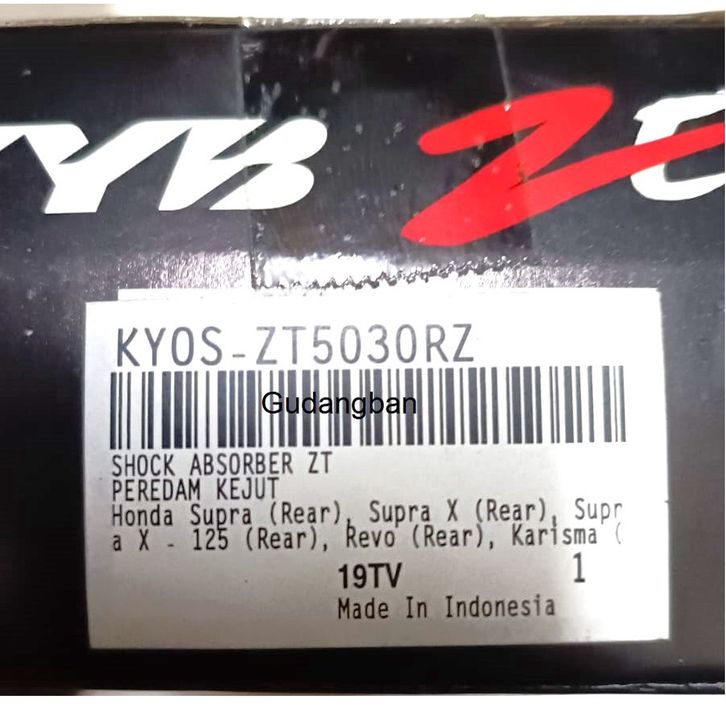 YB Ze
KYOS-ZT5030RZ
Gudangban
SHOCK ABSORBER ZT
PEREDAM KEJUT
Honda Supra (Rear), Supra X (Rear), Supr
a X - 125 (Rear), Revo (Rear), Karisma (
19TV 1
Made In Indonesia